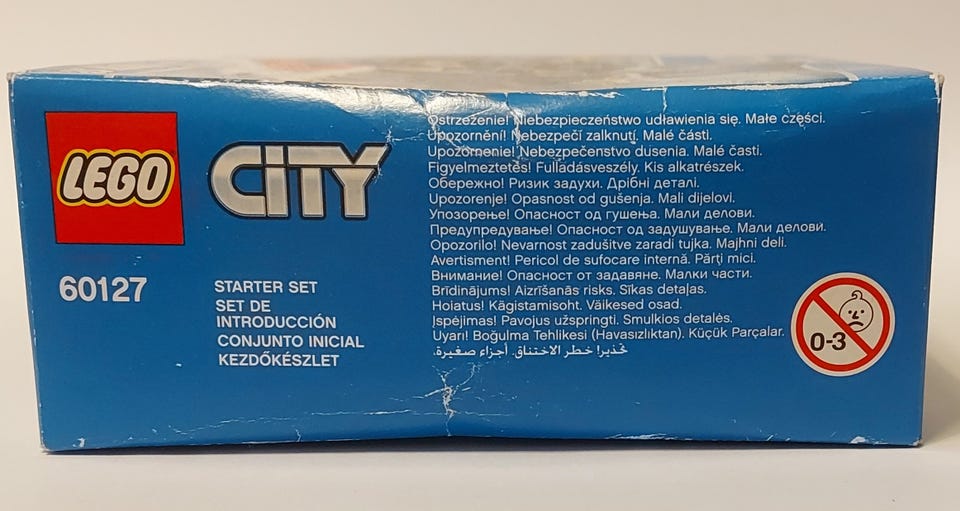 LEGO
CITY
60127
STARTER SET
SET DE
INTRODUCCIÓN
CONJUNTO INICIAL
KEZDŐKÉSZLET
Ostrzeżenie! Niebezpieczeństwo udławienia się. Małe części.
Upozornění! Nebezpečí zalknutí. Malé části.
Upozornenie! Nebezpečenstvo dusenia. Malé časti.
Figyelmeztetés! Fulladásveszély. Kis alkatrészek.
Обережно! Ризик задухи. Дрібні деталі.
Upozorenje! Opasnost od gušenja. Mali dijelovi.
Упозорење! Опасност од гушења. Мали делови.
Предупредување! Опасност од задушување. Мали делови.
Opozorilo! Nevarnost zadušitve zaradi tujka. Majhni deli.
Avertisment! Pericol de sufocare internă. Părţi mici.
Внимание! Опасност от задавяне. Малки части.
Brīdinājums! Aizrīšanās risks. Sīkas detaļas.
Hoiatus! Kägistamisoht. Väikesed osad.
Įspėjimas! Pavojus užspringti. Smulkios detalės.
Uyarı! Boğulma Tehlikesi (Havasızlıktan). Küçük Parçalar.
تحذير! خطر الاختناق. أجزاء صغيرة.
0-3